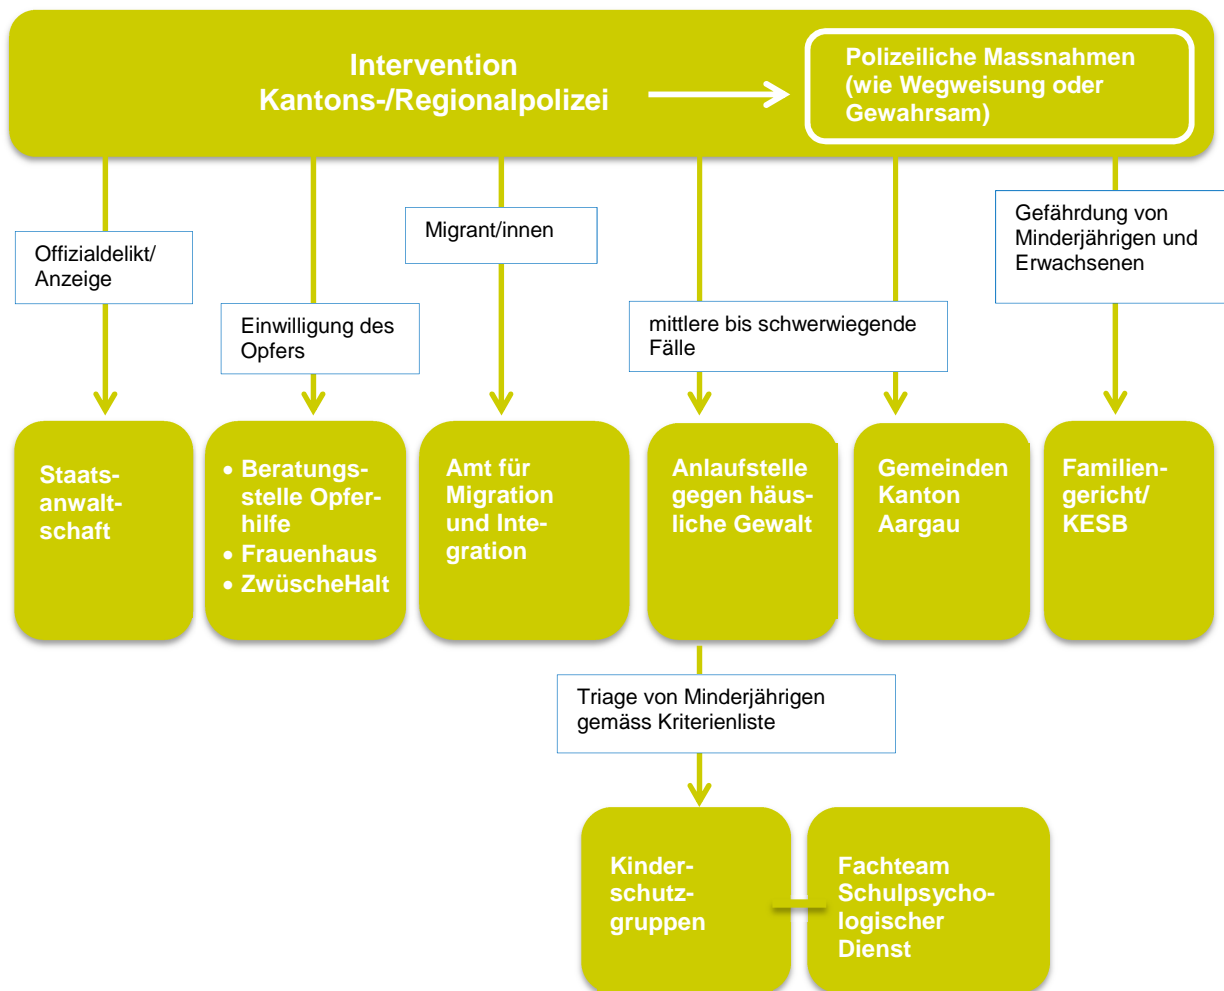 Intervention
Kantons-/Regionalpolizei
Polizeiliche Massnahmen
(wie Wegweisung oder
Gewahrsam)
Offizialdelikt/
Anzeige
Einwilligung des
Opfers
Migrant/innen
mittlere bis schwerwiegende
Fälle
Gefährdung von
Minderjährigen und
Erwachsenen
Staats-
anwalt-
schaft
• Beratungs-
stelle Opfer-
hilfe
• Frauenhaus
• ZwüscheHalt
Amt für
Migration
und Inte-
gration
Anlaufstelle
gegen häus-
liche Gewalt
Gemeinden
Kanton
Aargau
Familien-
gericht/
KESB
Triage von Minderjährigen
gemäss Kriterienliste
Kinder-
schutz-
gruppen
Fachteam
Schulpsycho-
logischer
Dienst